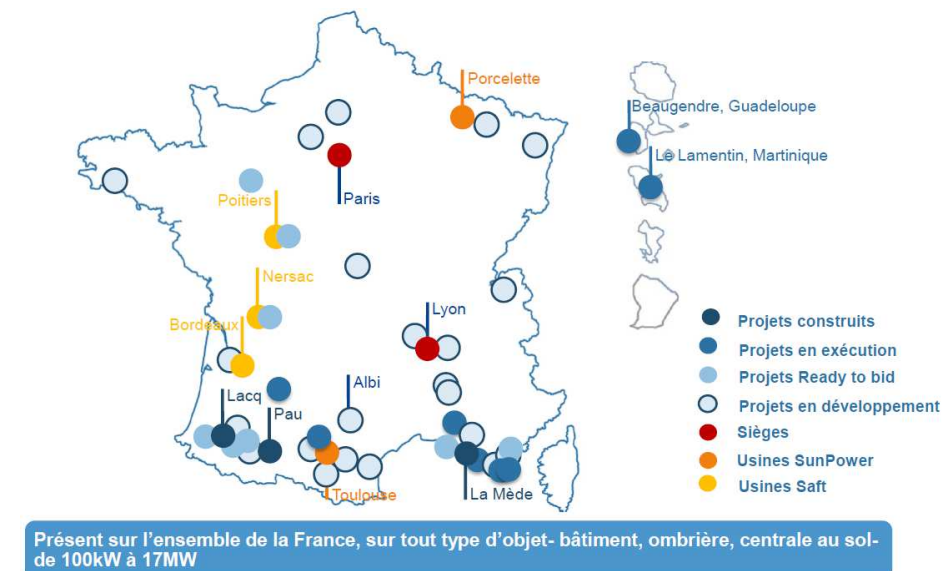 Porcelette
Beaugendre, Guadeloupe
Le Lamentin, Martinique
Paris
Poitiers
Nersac
Bordeaux
Lyon
Albi
Lacq
Pau
Toulouse
La Mède
Projets construits
Projets en exécution
Projets Ready to bid
Projets en développement
Sièges
Usines SunPower
Usines Saft
Présent sur l’ensemble de la France, sur tout type d’objet- bâtiment, ombrière, centrale au sol-
de 100kW à 17MW